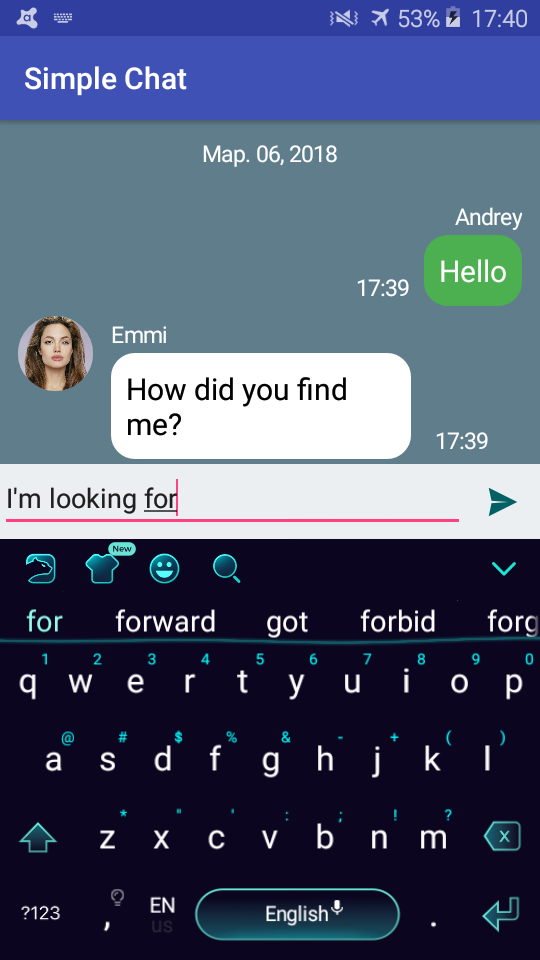 53% 17:40
Simple Chat
Мар. 06, 2018
Andrey
Hello
17:39
Emmi
How did you find
me?
17:39
I'm looking for
New
for forward got forbid forg
1 2 3 4 5 6 7 8 9 0
q w e r t y u i o p
@ # $ % & - + ( )
a s d f g h j k l
* " ' : ; ! ?
z x c v b n m
?123 , EN English .
us